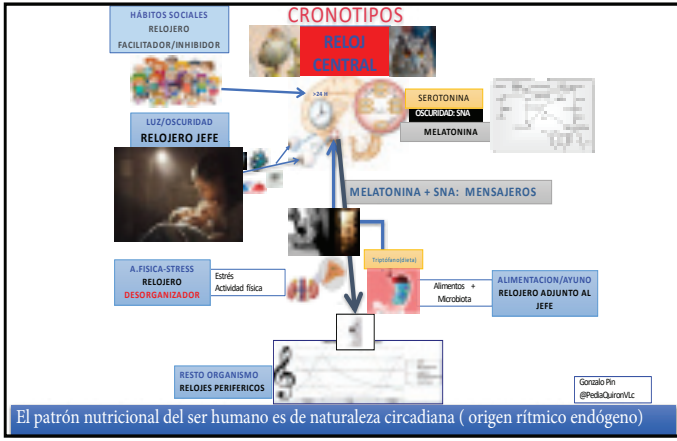 CRONOTIPOS
HÁBITOS SOCIALES
RELOJERO
FACILITADOR/INHIBIDOR
RELOJ
CENTRAL
>24 H
SEROTONINA
OSCURIDAD: SNA
MELATONINA
LUZ/OSCURIDAD
RELOJERO JEFE
MELATONINA + SNA: MENSAJEROS
Triptófano(dieta)
A.FISICA-STRESS
RELOJERO
DESORGANIZADOR
Estrés
Actividad física
Alimentos +
Microbiota
ALIMENTACION/AYUNO
RELOJERO ADJUNTO AL
JEFE
RESTO ORGANISMO
RELOJES PERIFERICOS
Gonzalo Pin
@PediaQuironVLc
El patrón nutricional del ser humano es de naturaleza circadiana ( origen rítmico endógeno)